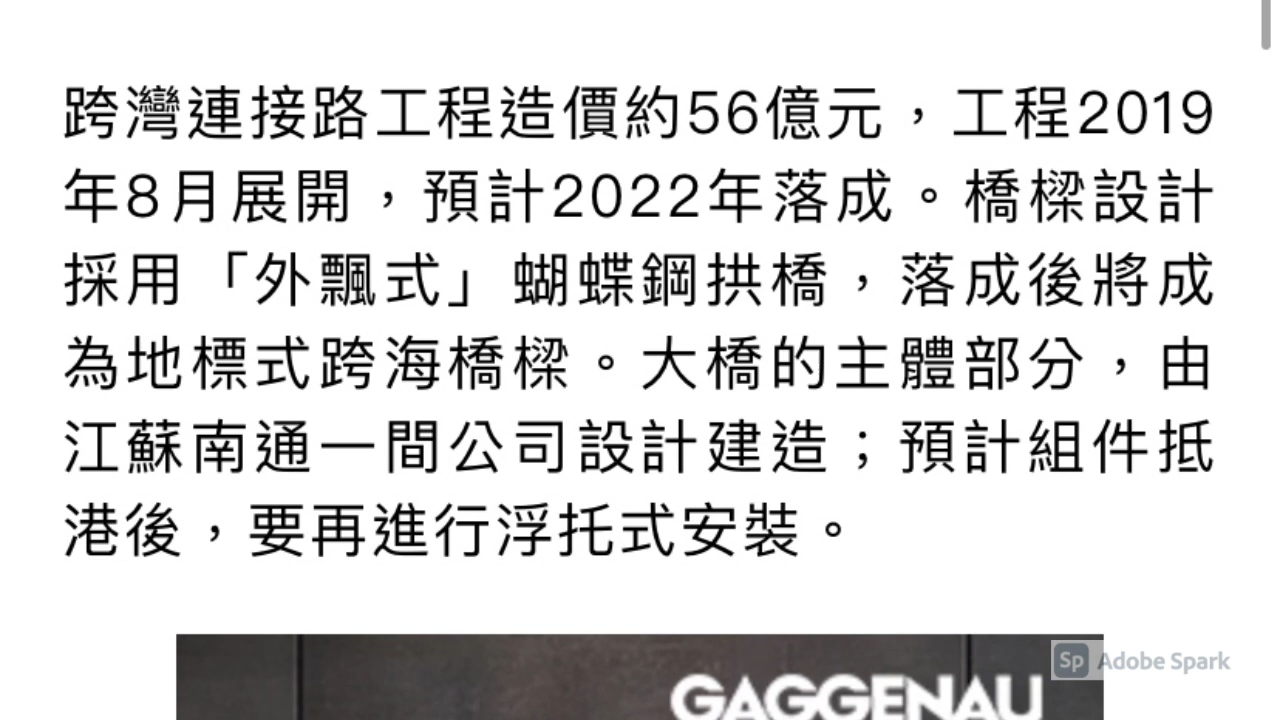 跨灣連接路工程造價約56億元，工程2019
年8月展開，預計2022年落成。橋樑設計
採用「外飄式」蝴蝶鋼拱橋，落成後將成
為地標式跨海橋樑。大橋的主體部分，由
江蘇南通一間公司設計建造；預計組件抵
港後，要再進行浮托式安裝。
Sp Adobe Spark
GAGGENAU